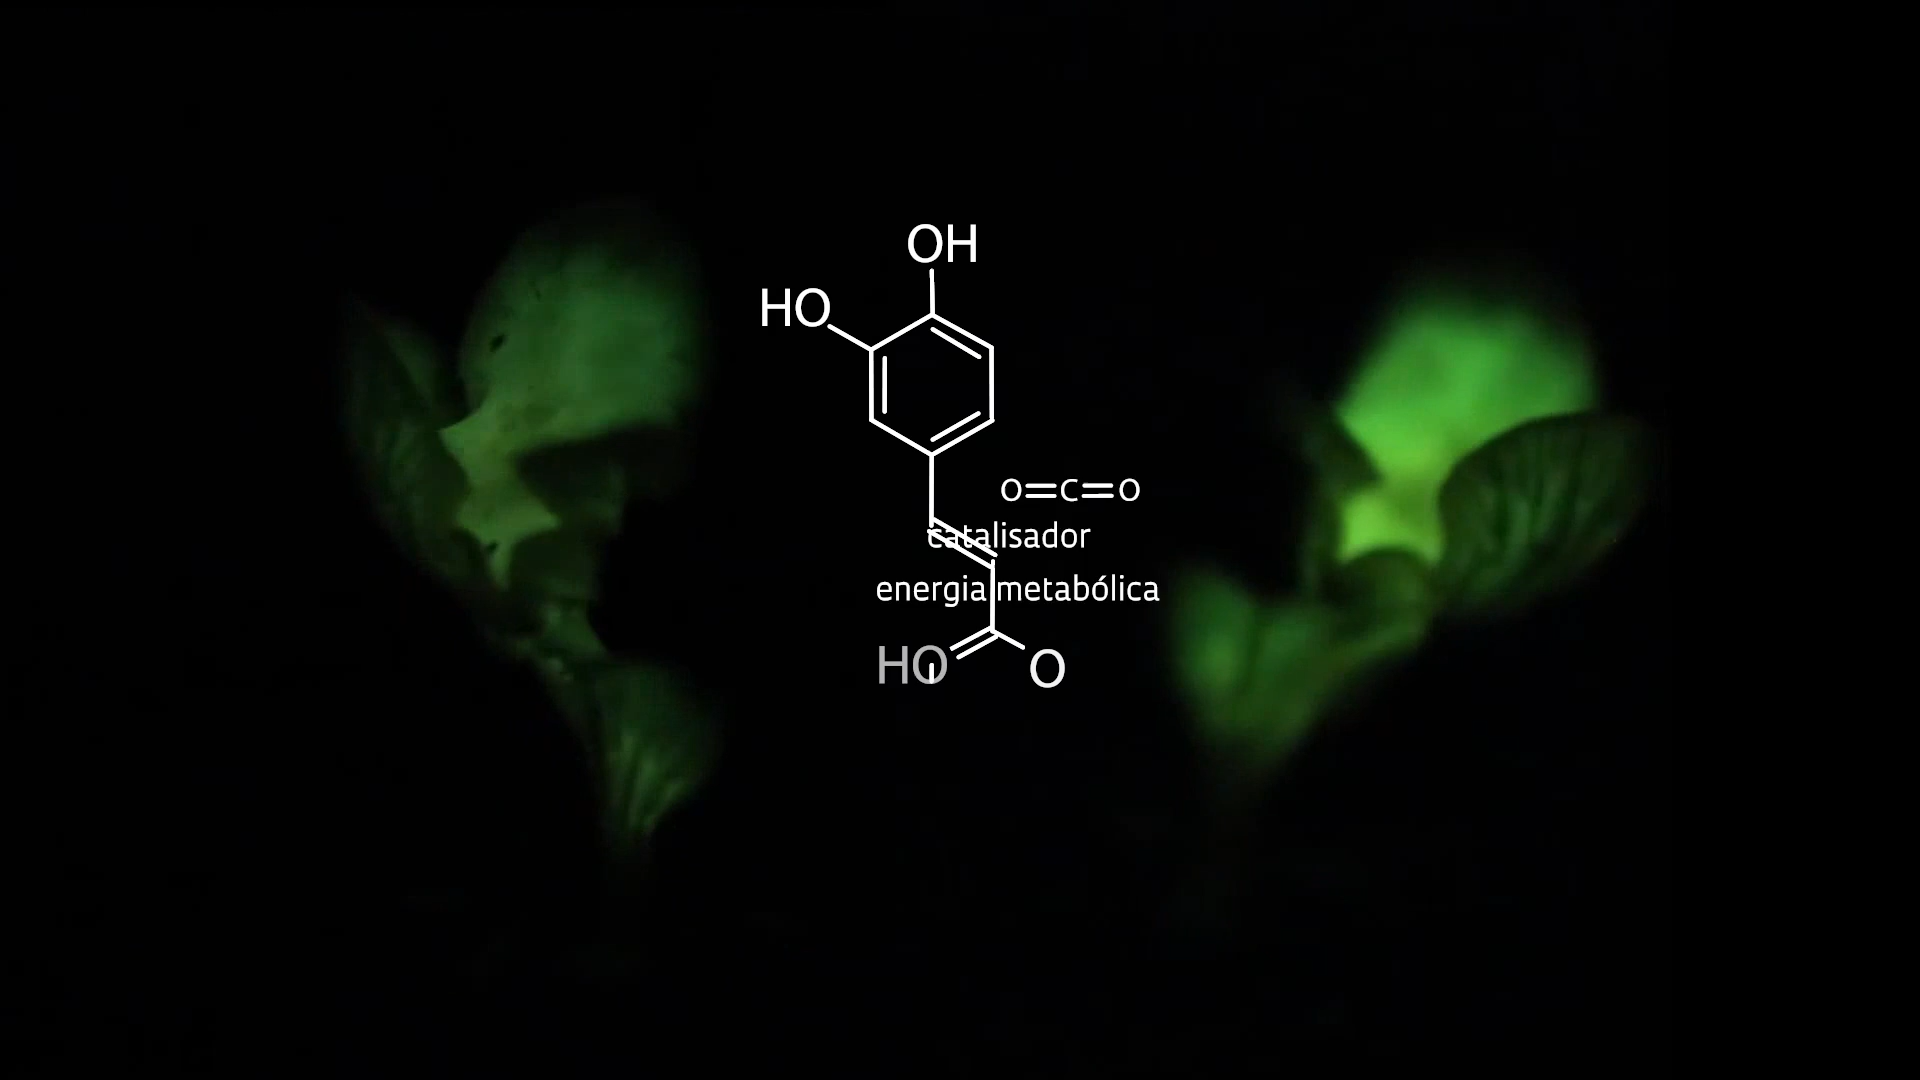 OH
HO
O=C=O
catalisador
energia metabólica
HO
O